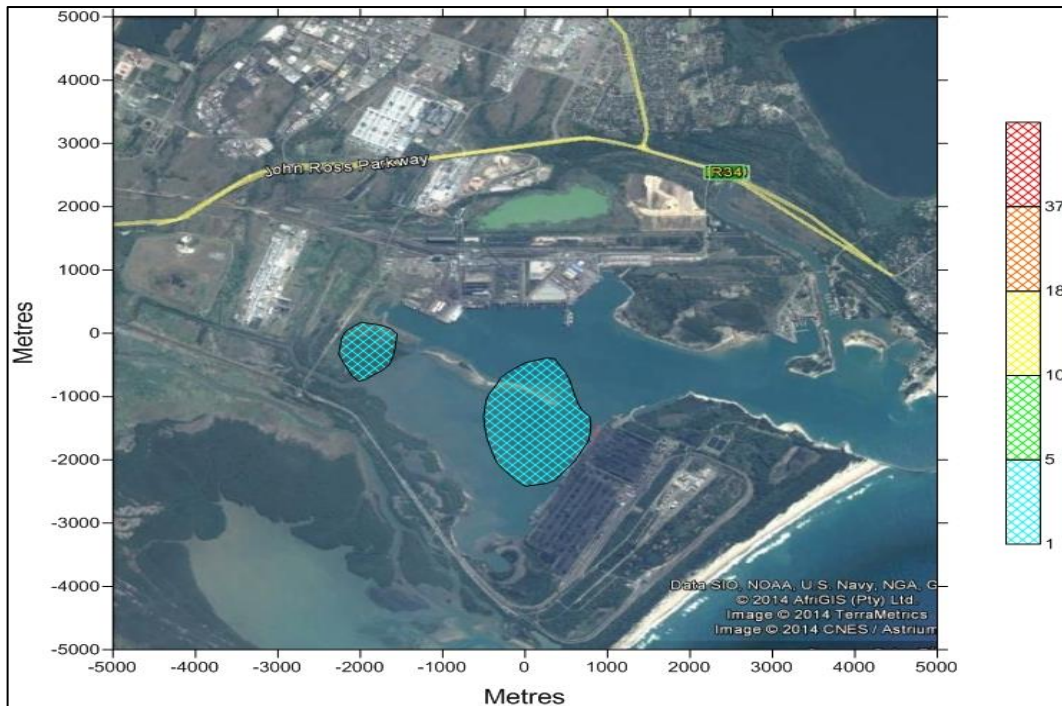 5000
4000
3000
2000
1000
0
-1000
-2000
-3000
-4000
-5000
Metres
-5000 -4000 -3000 -2000 -1000 0 1000 2000 3000 4000 5000
Metres
John Ross Parkway
R34
Data SIO, NOAA, U.S. Navy, NGA, G
© 2014 AfriGIS (Pty) Ltd.
Image © 2014 TerraMetrics
Image © 2014 CNES / Astrium
37
18
10
5
1